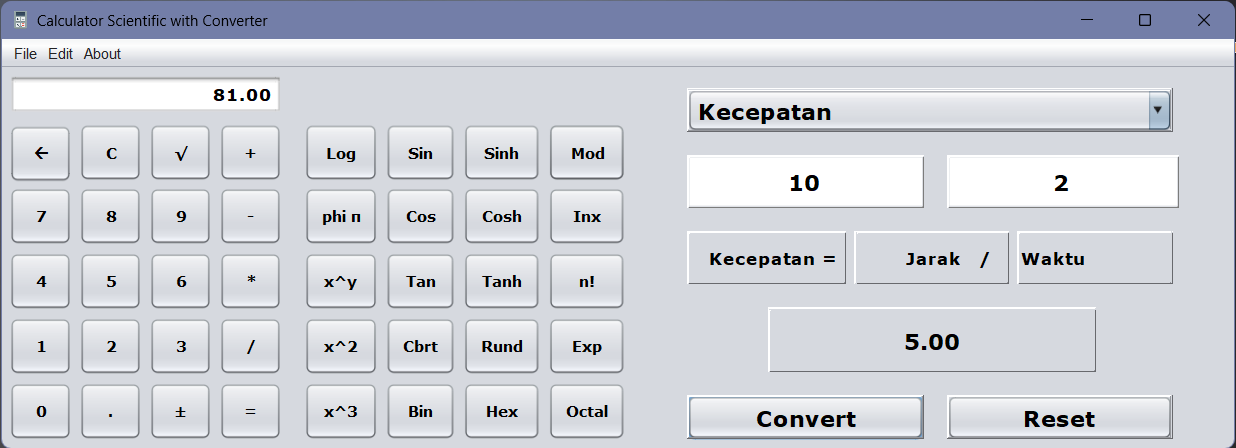 Calculator Scientific with Converter
File Edit About
81.00
← C √ +
7 8 9 -
4 5 6 *
1 2 3 /
0 . ± =
Log Sin Sinh Mod
phi n Cos Cosh Inx
x^y Tan Tanh n!
x^2 Cbrt Rund Exp
x^3 Bin Hex Octal
Kecepatan
10 2
Kecepatan = Jarak / Waktu
5.00
Convert Reset